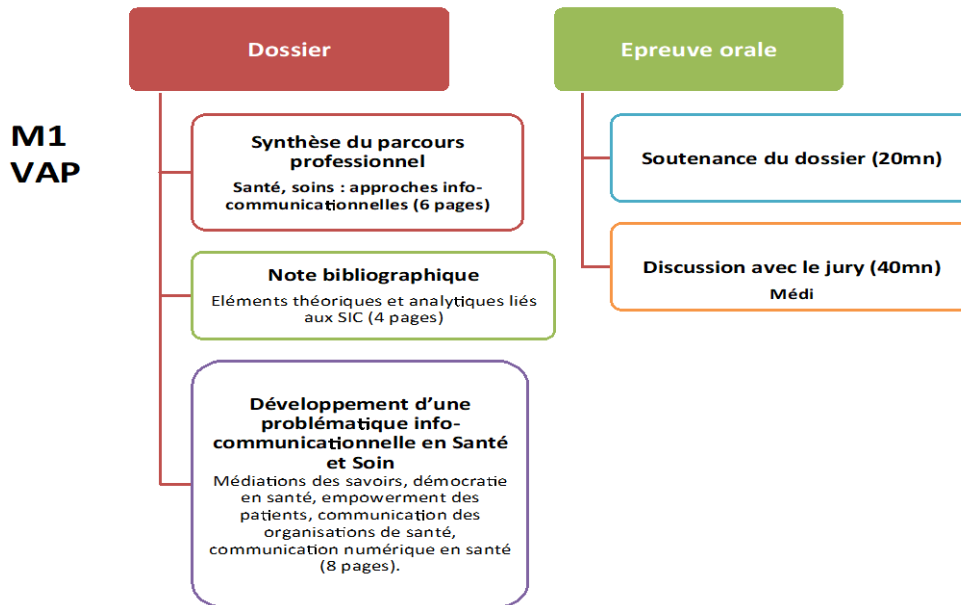 M1
VAP
Dossier
Synthèse du parcours
professionnel
Santé, soins : approches info-
communicationnelles (6 pages)
Note bibliographique
Eléments théoriques et analytiques liés
aux SIC (4 pages)
Développement d’une
problématique info-
communicationnelle en Santé
et Soin
Médiations des savoirs, démocratie
en santé, empowerment des
patients, communication des
organisations de santé,
communication numérique en santé
(8 pages).
Epreuve orale
Soutenance du dossier (20mn)
Discussion avec le jury (40mn)
Médi